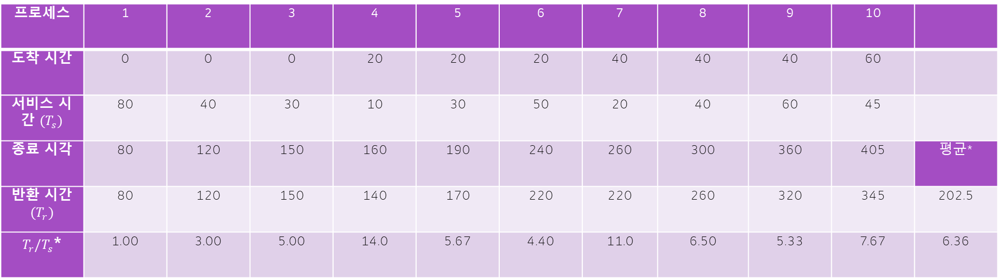 프로세스 1 2 3 4 5 6 7 8 9 10
도착 시간 0 0 0 20 20 20 40 40 40 60
서비스 시
간 (Ts) 80 40 30 10 30 50 20 40 60 45
종료 시각 80 120 150 160 190 240 260 300 360 405 평균*
반환 시간
(Tr) 80 120 150 140 170 220 220 260 320 345 202.5
Tr/Ts* 1.00 3.00 5.00 14.0 5.67 4.40 11.0 6.50 5.33 7.67 6.36